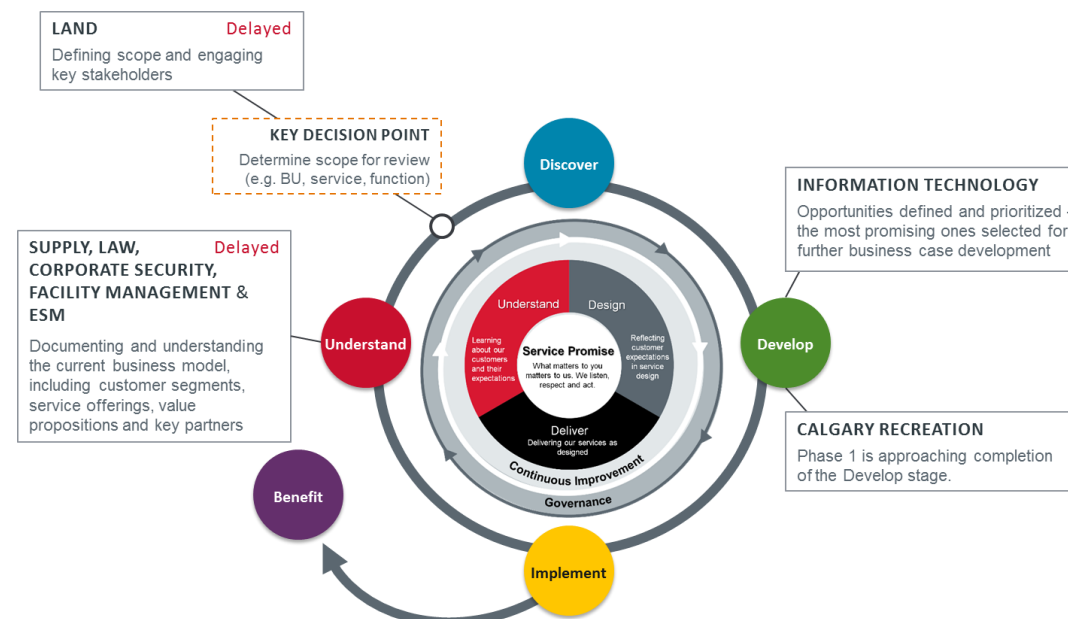 LAND Delayed
Defining scope and engaging
key stakeholders
KEY DECISION POINT
Determine scope for review
(e.g. BU, service, function)
SUPPLY, LAW, Delayed
CORPORATE SECURITY,
FACILITY MANAGEMENT &
ESM
Documenting and understanding
the current business model,
including customer segments,
service offerings, value
propositions and key partners
Discover
Understand
Develop
Implement
Benefit
INFORMATION TECHNOLOGY
Opportunities defined and prioritized -
the most promising ones selected for
further business case development
CALGARY RECREATION
Phase 1 is approaching completion
of the Develop stage.
Understand
Learning
about our
customers
and their
expectations
Design
Reflecting
customer
expectations
in service
design
Service Promise
What matters to you
matters to us. We listen,
respect and act.
Deliver
Delivering our services as
designed
Continuous Improvement
Governance